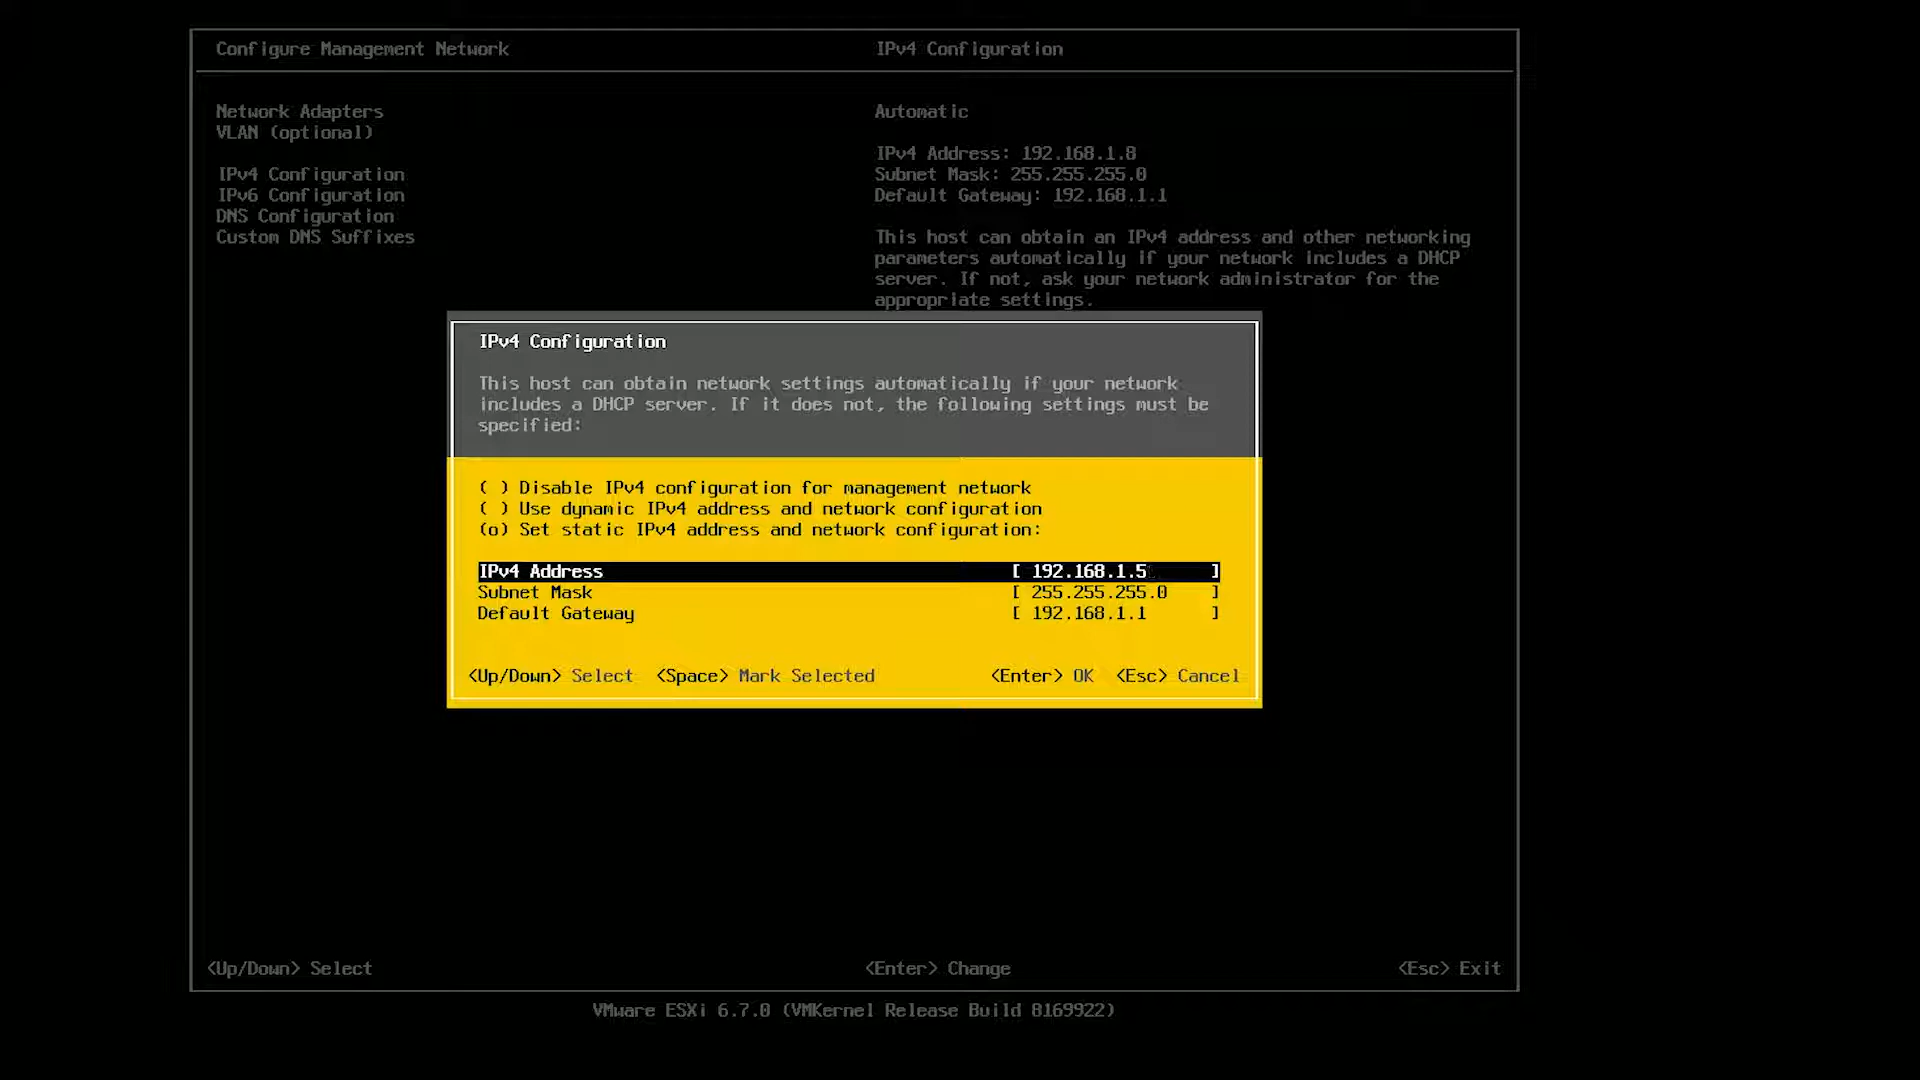 Configure Management Network
IPv4 Configuration
Network Adapters
VLAN (optional)
IPv4 Configuration
IPv6 Configuration
DNS Configuration
Custom DNS Suffixes
Automatic
IPv4 Address: 192.168.1.8
Subnet Mask: 255.255.255.0
Default Gateway: 192.168.1.1
This host can obtain an IPv4 address and other networking
parameters automatically if your network includes a DHCP
server. If not, ask your network administrator for the
appropriate settings.
IPv4 Configuration
This host can obtain network settings automatically if your network
includes a DHCP server. If it does not, the following settings must be
specified:
( ) Disable IPv4 configuration for management network
( ) Use dynamic IPv4 address and network configuration
(o) Set static IPv4 address and network configuration:
IPv4 Address [ 192.168.1.5 ]
Subnet Mask [ 255.255.255.0 ]
Default Gateway [ 192.168.1.1 ]
<Up/Down> Select <Space> Mark Selected <Enter> OK <Esc> Cancel
<Up/Down> Select <Enter> Change <Esc> Exit
VMware ESXi 6.7.0 (VMKernel Release Build 8169922)